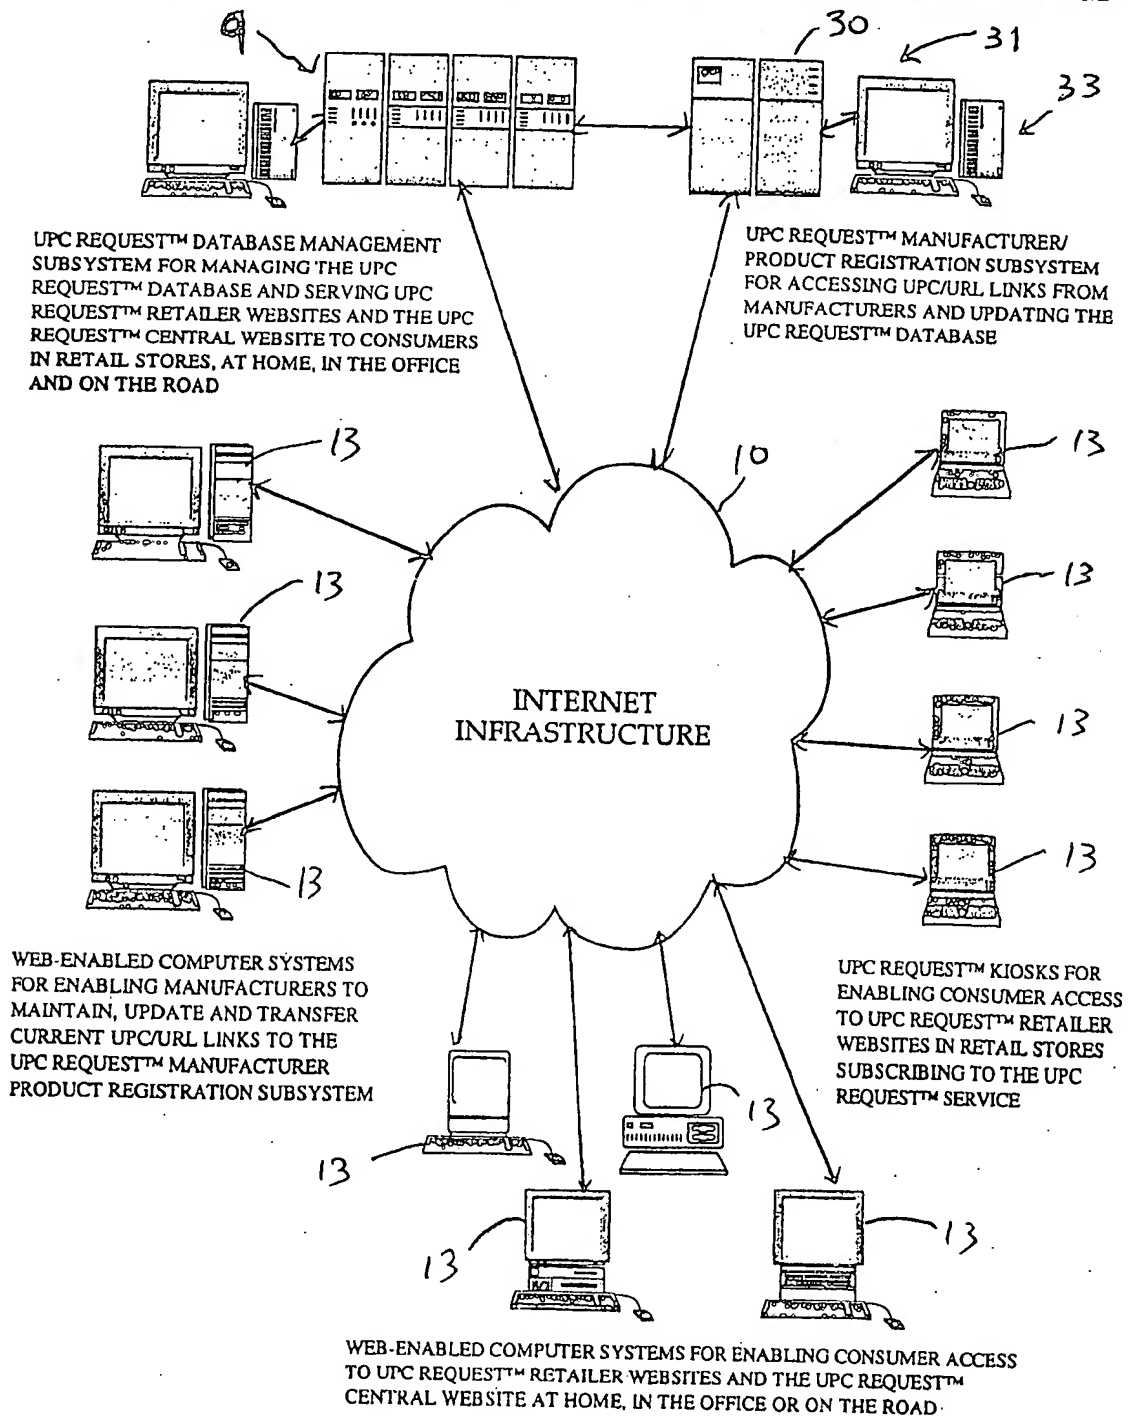 9
30
31
33
UPC REQUEST™ DATABASE MANAGEMENT
SUBSYSTEM FOR MANAGING THE UPC
REQUEST™ DATABASE AND SERVING UPC
REQUEST™ RETAILER WEBSITES AND THE UPC
REQUEST™ CENTRAL WEBSITE TO CONSUMERS
IN RETAIL STORES, AT HOME, IN THE OFFICE
AND ON THE ROAD
UPC REQUEST™ MANUFACTURER/
PRODUCT REGISTRATION SUBSYSTEM
FOR ACCESSING UPC/URL LINKS FROM
MANUFACTURERS AND UPDATING THE
UPC REQUEST™ DATABASE
13
10
13
13
13
INTERNET
INFRASTRUCTURE
13
13
13
WEB-ENABLED COMPUTER SYSTEMS
FOR ENABLING MANUFACTURERS TO
MAINTAIN, UPDATE AND TRANSFER
CURRENT UPC/URL LINKS TO THE
UPC REQUEST™ MANUFACTURER
PRODUCT REGISTRATION SUBSYSTEM
UPC REQUEST™ KIOSKS FOR
ENABLING CONSUMER ACCESS
TO UPC REQUEST™ RETAILER
WEBSITES IN RETAIL STORES
SUBSCRIBING TO THE UPC
REQUEST™ SERVICE
13
13
13
13
WEB-ENABLED COMPUTER SYSTEMS FOR ENABLING CONSUMER ACCESS
TO UPC REQUEST™ RETAILER WEBSITES AND THE UPC REQUEST™
CENTRAL WEBSITE AT HOME, IN THE OFFICE OR ON THE ROAD